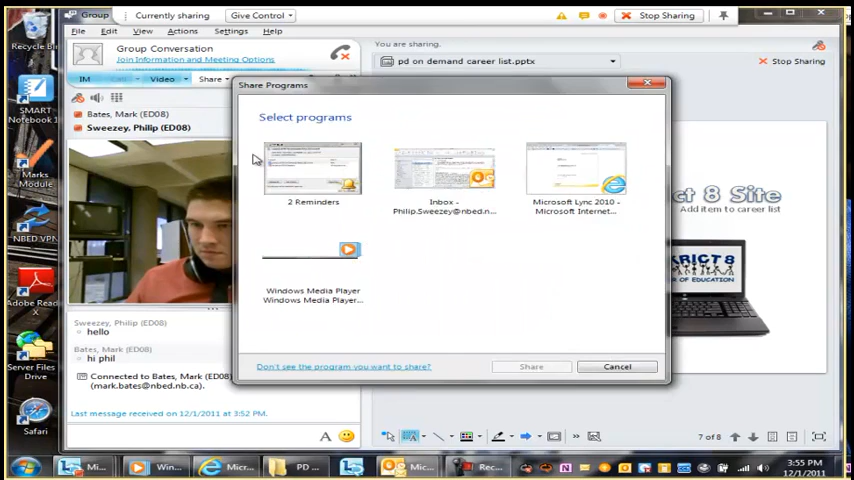 Group
Currently sharing
Give Control
Stop Sharing
Recycle Bin
File Edit View Actions Settings Help
Group Conversation
Join Information and Meeting Options
You are sharing.
pd on demand career list.pptx
Stop Sharing
IM
Video
Share
Share Programs
Select programs
SMART
Notebook 1
Bates, Mark (ED08)
Sweezey, Philip (ED08)
Marks
Module
2 Reminders
Inbox -
Philip.Sweezey@nbed.n...
Microsoft Lync 2010 -
Microsoft Internet...
ct 8 Site
Add item to career list
NBED VPN
Windows Media Player
Windows Media Player...
Adobe Read
X
Sweezey, Philip (ED08)
hello
Bates, Mark (ED08)
hi phil
Connected to Bates, Mark (ED08)
(mark.bates@nbed.nb.ca).
Last message received on 12/1/2011 at 3:52 PM.
Server Files
Drive
Safari
Don't see the program you want to share?
Share
Cancel
7 of 8
Mi...
Win...
Micr...
PD ...
Mic...
Rec...
3:55 PM
12/1/2011